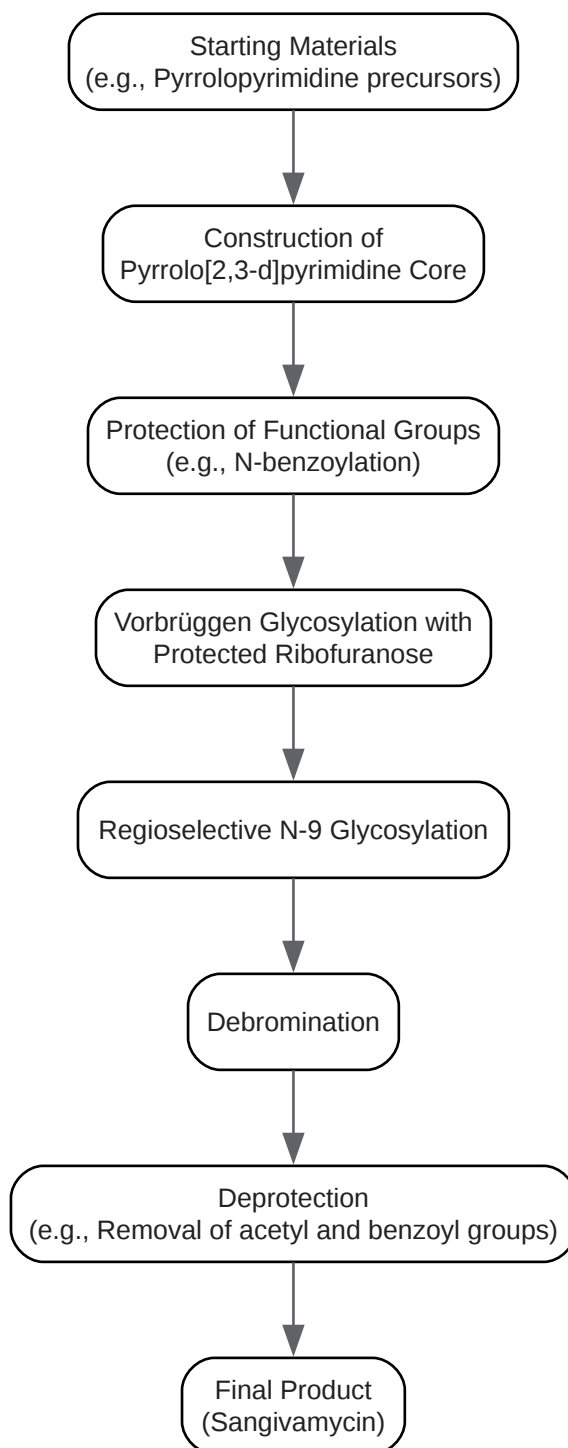 Starting Materials
(e.g., Pyrrolopyrimidine precursors)
Construction of
Pyrrolo[2,3-d]pyrimidine Core
Protection of Functional Groups
(e.g., N-benzoylation)
Vorbrüggen Glycosylation with
Protected Ribofuranose
Regioselective N-9 Glycosylation
Debromination
Deprotection
(e.g., Removal of acetyl and benzoyl groups)
Final Product
(Sangivamycin)